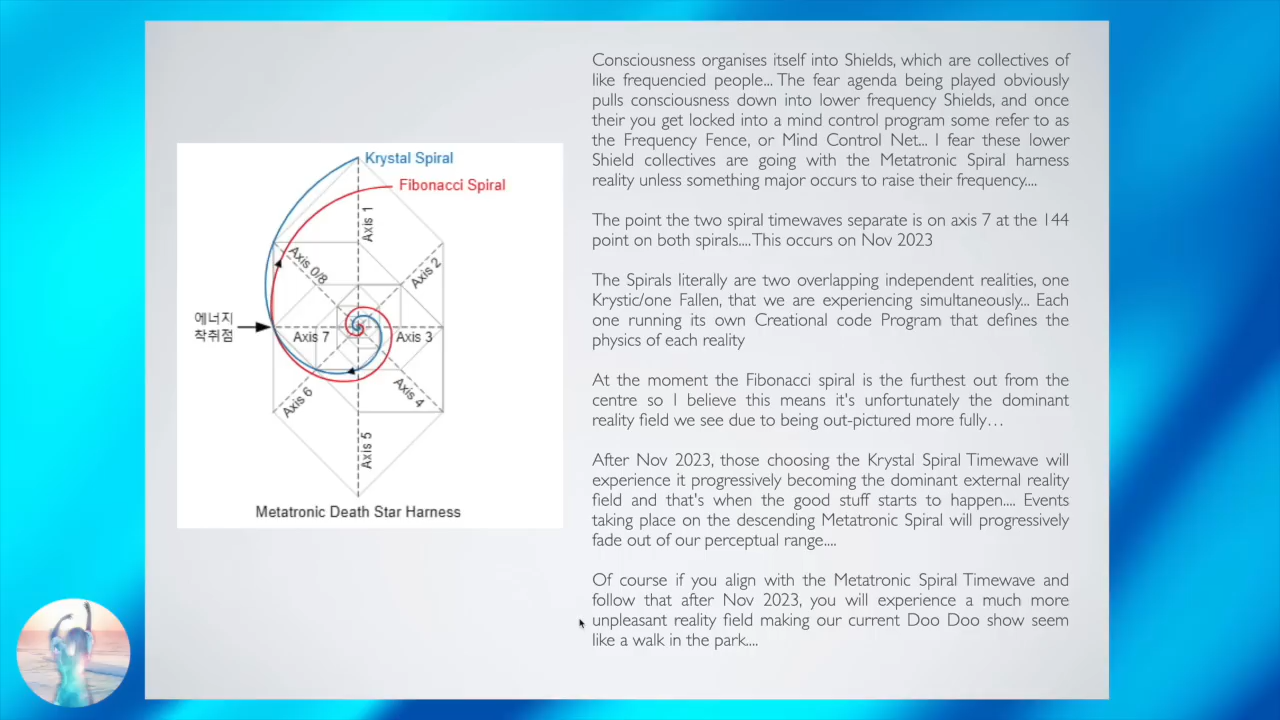 Krystal Spiral
Fibonacci Spiral
Axis 1
Axis 0/8
Axis 2
에너지
착취점
Axis 7
Axis 3
Axis 6
Axis 4
Axis 5
Metatronic Death Star Harness
Consciousness organises itself into Shields, which are collectives of
like frequencied people... The fear agenda being played obviously
pulls consciousness down into lower frequency Shields, and once
their you get locked into a mind control program some refer to as
the Frequency Fence, or Mind Control Net... I fear these lower
Shield collectives are going with the Metatronic Spiral harness
reality unless something major occurs to raise their frequency....
The point the two spiral timewaves separate is on axis 7 at the 144
point on both spirals....This occurs on Nov 2023
The Spirals literally are two overlapping independent realities, one
Krystic/one Fallen, that we are experiencing simultaneously... Each
one running its own Creational code Program that defines the
physics of each reality
At the moment the Fibonacci spiral is the furthest out from the
centre so I believe this means it's unfortunately the dominant
reality field we see due to being out-pictured more fully…
After Nov 2023, those choosing the Krystal Spiral Timewave will
experience it progressively becoming the dominant external reality
field and that's when the good stuff starts to happen.... Events
taking place on the descending Metatronic Spiral will progressively
fade out of our perceptual range....
Of course if you align with the Metatronic Spiral Timewave and
follow that after Nov 2023, you will experience a much more
unpleasant reality field making our current Doo Doo show seem
like a walk in the park....